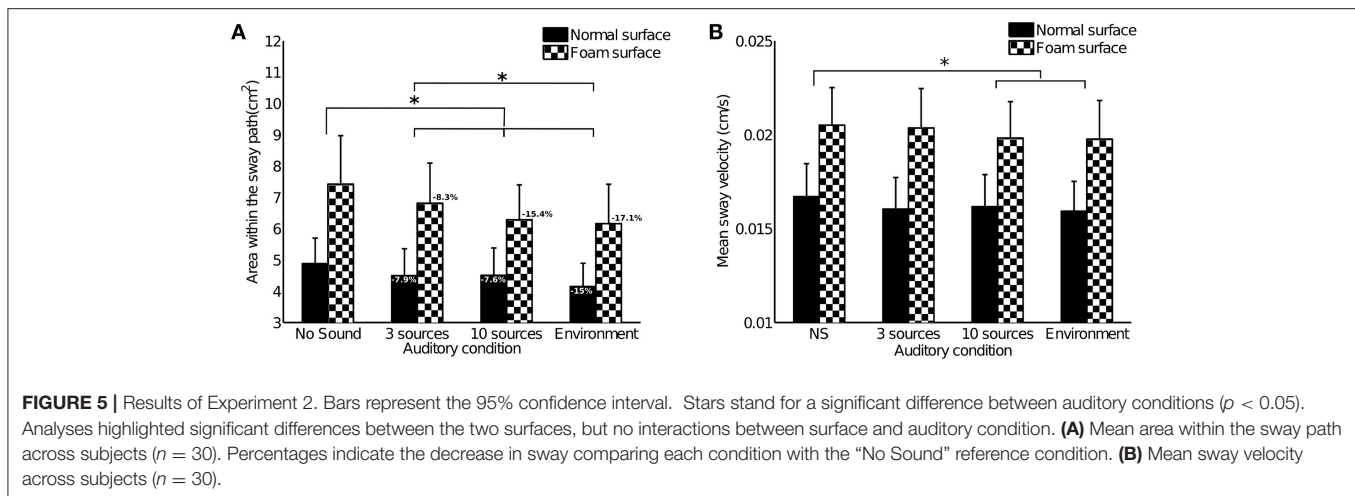 A
12
11
10
9
8
7
6
5
4
3
Area within the sway path(cm²)
Normal surface
Foam surface
*
*
-8.3%
-15.4%
-17.1%
-7.9%
-7.6%
-15%
No Sound 3 sources 10 sources Environment
Auditory condition
B
0.025
0.02
0.015
0.01
Mean sway velocity (cm/s)
Normal surface
Foam surface
*
NS 3 sources 10 sources Environment
Auditory condition
FIGURE 5 | Results of Experiment 2. Bars represent the 95% confidence interval. Stars stand for a significant difference between auditory conditions (p < 0.05).
Analyses highlighted significant differences between the two surfaces, but no interactions between surface and auditory condition. (A) Mean area within the sway path
across subjects (n = 30). Percentages indicate the decrease in sway comparing each condition with the “No Sound” reference condition. (B) Mean sway velocity
across subjects (n = 30).